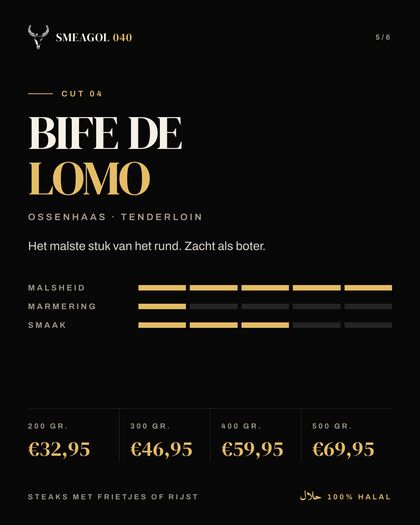 SMEAGOL 040
5/6
CUT 04
BIFE DE
LOMO
OSSENHAAS · TENDERLOIN
Het malste stuk van het rund. Zacht als boter.
MALSHEID
MARMERING
SMAAK
200 GR. 300 GR. 400 GR. 500 GR.
€32,95 €46,95 €59,95 €69,95
STEAKS MET FRIETJES OF RIJST
حلال 100% HALAL